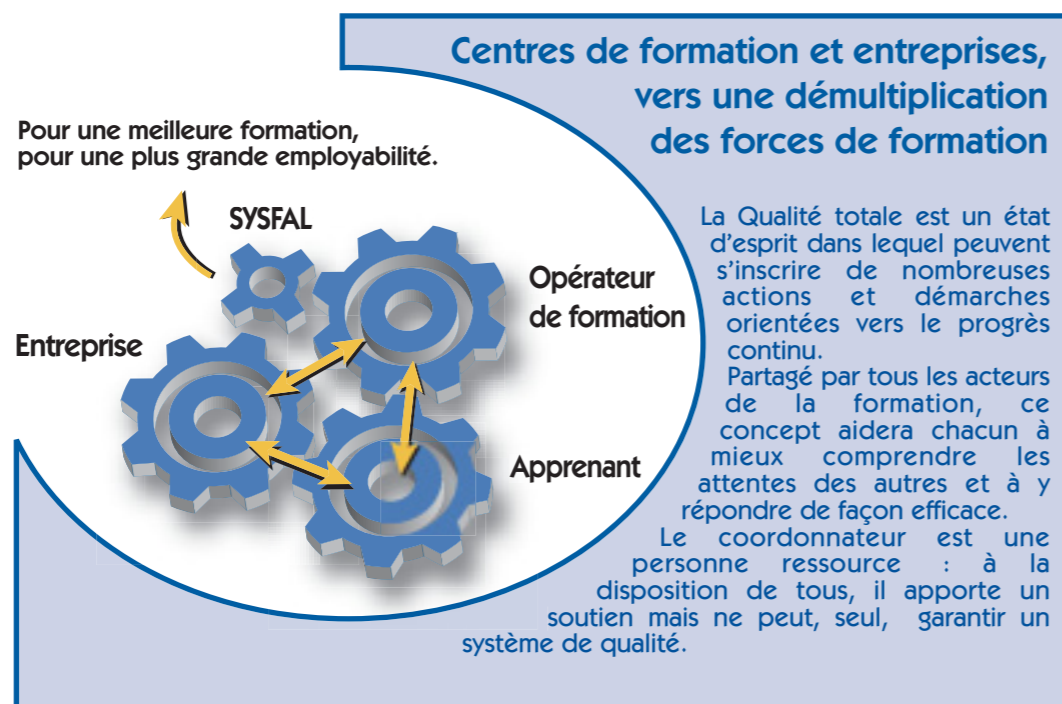 Centres de formation et entreprises,
vers une démultiplication
des forces de formation
Pour une meilleure formation,
pour une plus grande employabilité.
SYSFAL
Opérateur
de formation
Entreprise
Apprenant
La Qualité totale est un état
d'esprit dans lequel peuvent
s'inscrire de nombreuses
actions et démarches
orientées vers le progrès
continu.
Partagé par tous les acteurs
de la formation, ce
concept aidera chacun à
mieux comprendre les
attentes des autres et à y
répondre de façon efficace.
Le coordonnateur est une
personne ressource : à la
disposition de tous, il apporte un
soutien mais ne peut, seul, garantir un
système de qualité.